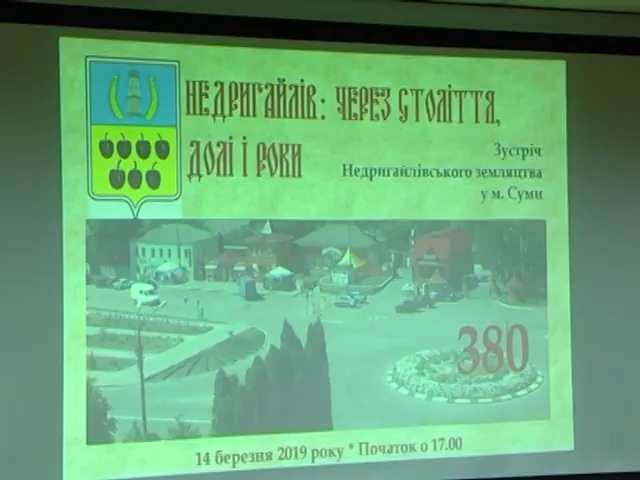 НЕДРИГАЙЛІВ: ЧЕРЕЗ СТОЛІТТЯ,
ДОЛІ І РОКИ
Зустріч
Недригайлівського земляцтва
у м. Суми
380
14 березня 2019 року * Початок о 17.00